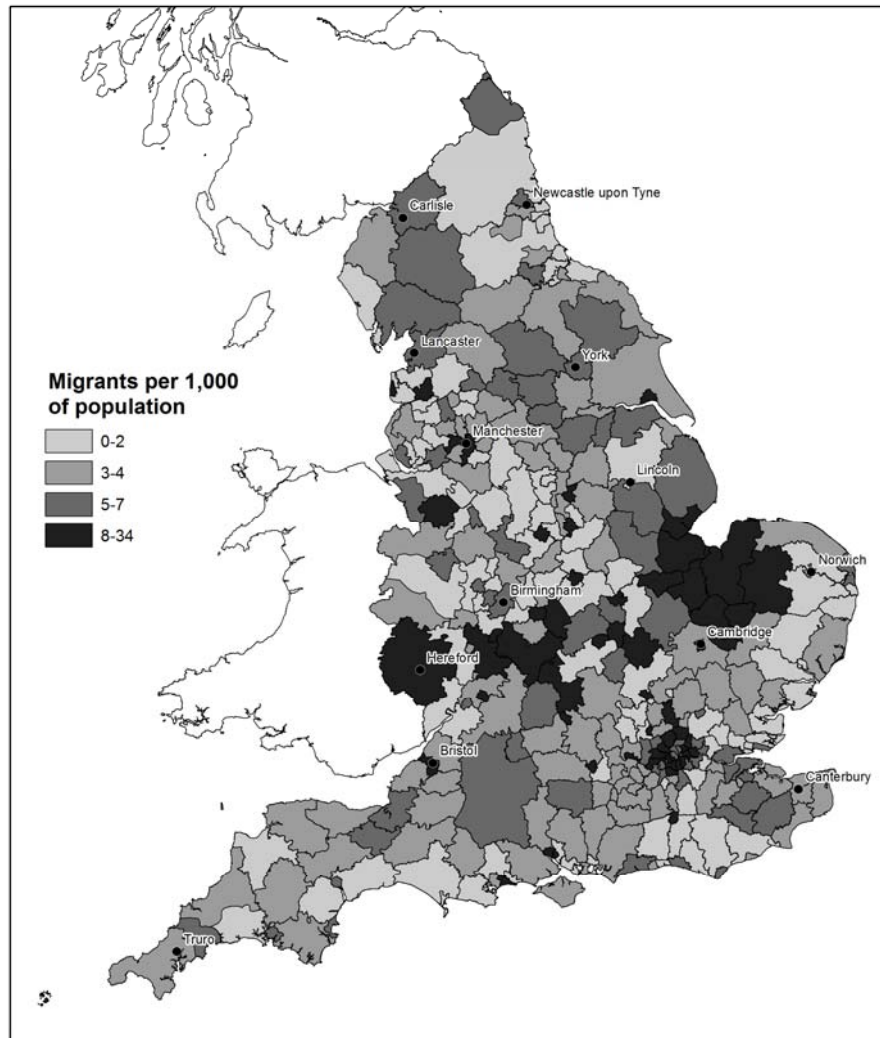 Newcastle upon Tyne
Carlisle
Lancaster
York
Migrants per 1,000
of population
0-2
3-4
5-7
8-34
Manchester
Lincoln
Norwich
Birmingham
Cambridge
Hereford
Bristol
Canterbury
Truro